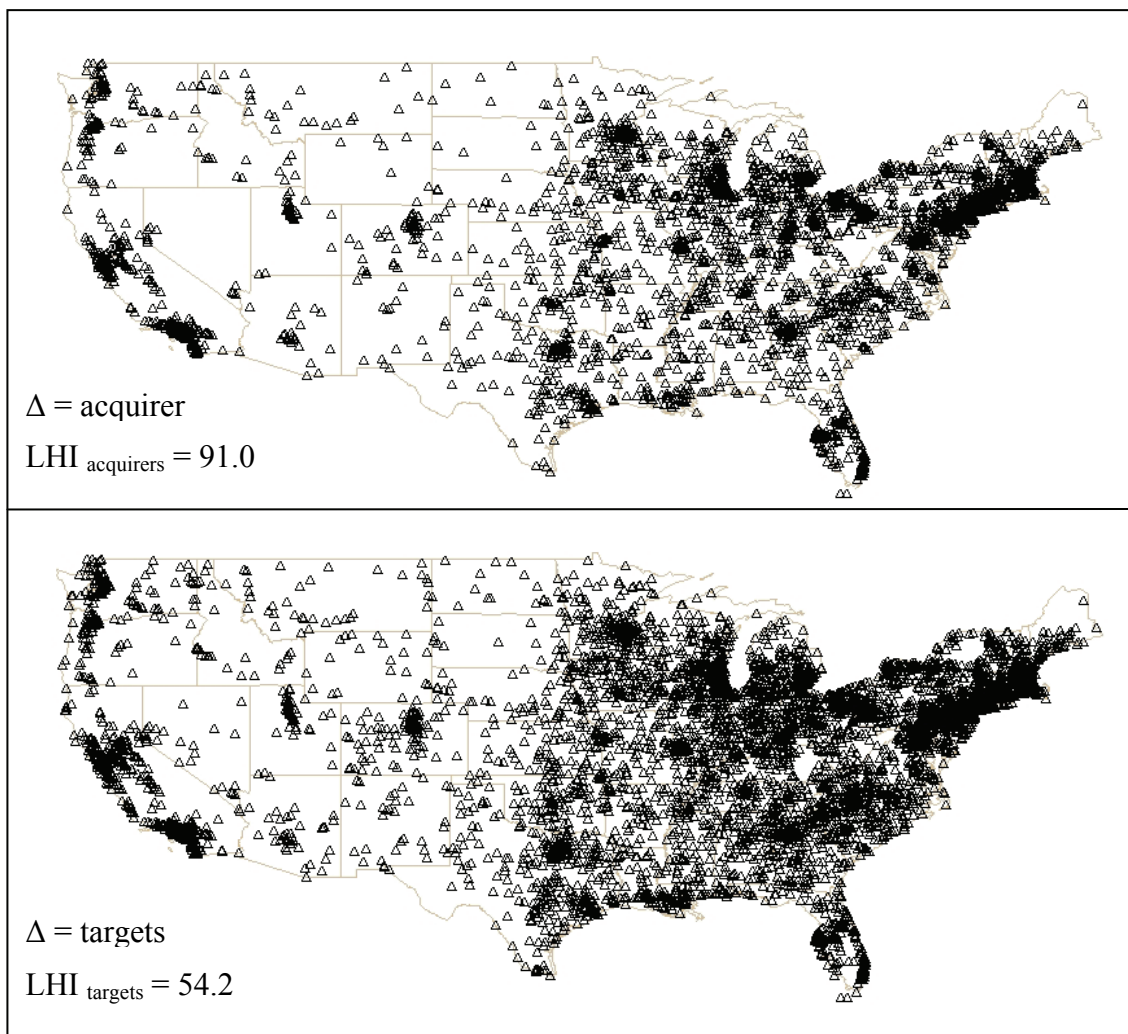 Δ = acquirer
LHI acquirers = 91.0
Δ = targets
LHI targets = 54.2